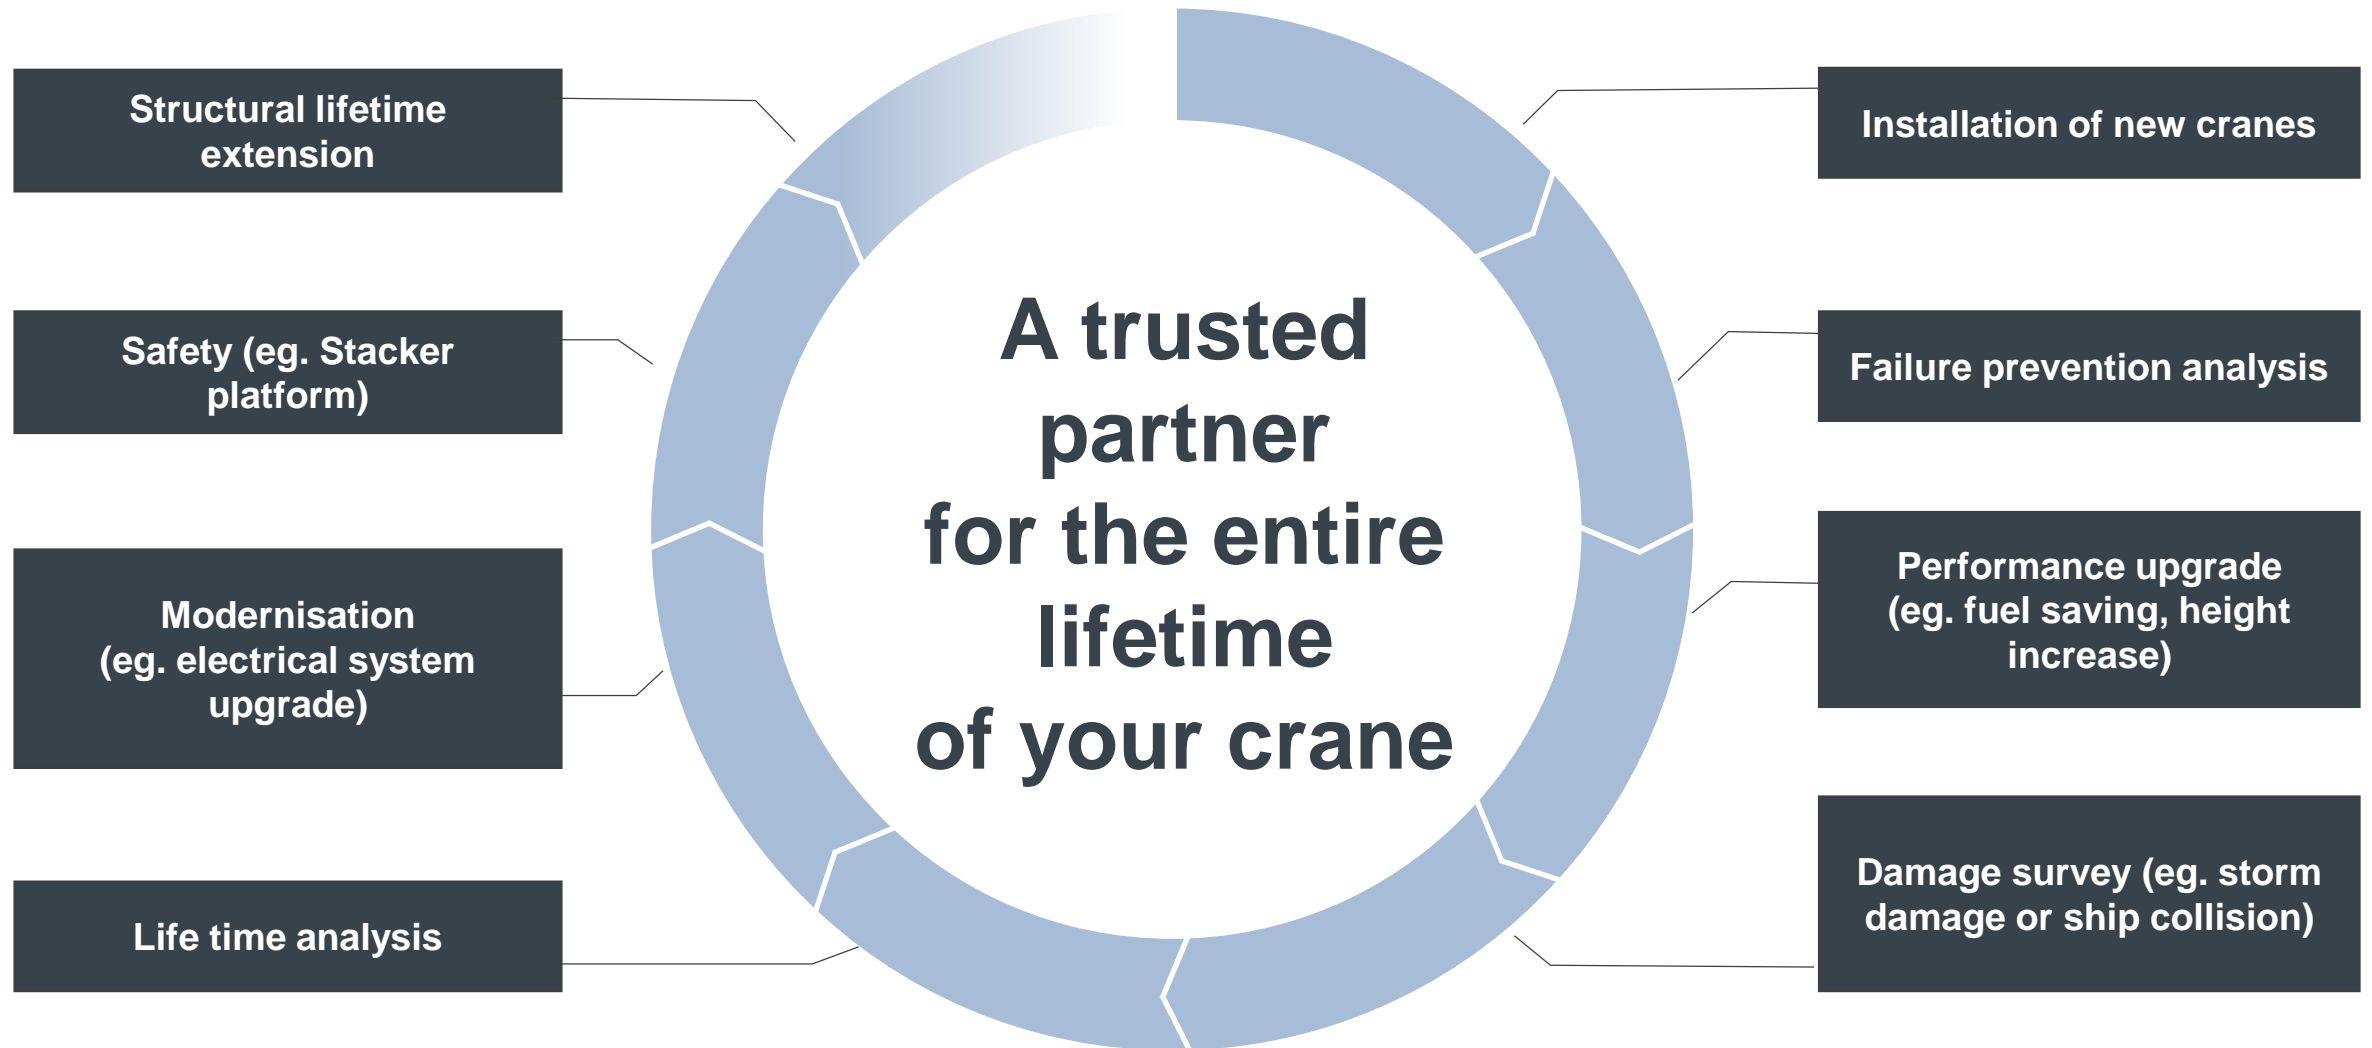 Structural lifetime
extension
Safety (eg. Stacker
platform)
Modernisation
(eg. electrical system
upgrade)
Life time analysis
A trusted
partner
for the entire
lifetime
of your crane
Installation of new cranes
Failure prevention analysis
Performance upgrade
(eg. fuel saving, height
increase)
Damage survey (eg. storm
damage or ship collision)